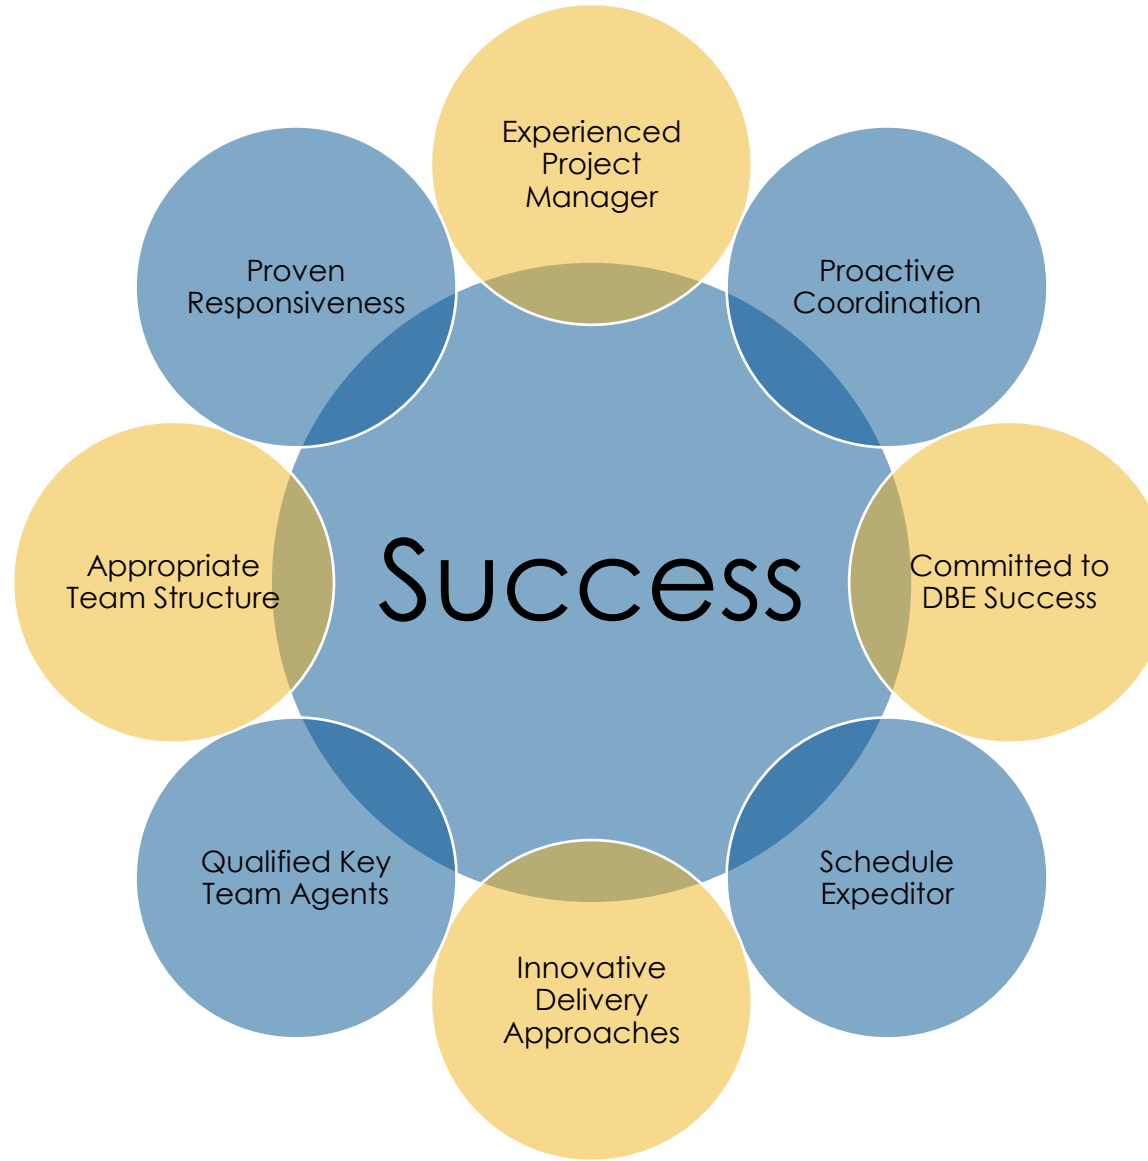 Experienced
Project
Manager
Proactive
Coordination
Committed to
DBE Success
Schedule
Expeditor
Innovative
Delivery
Approaches
Qualified Key
Team Agents
Appropriate
Team Structure
Proven
Responsiveness
Success